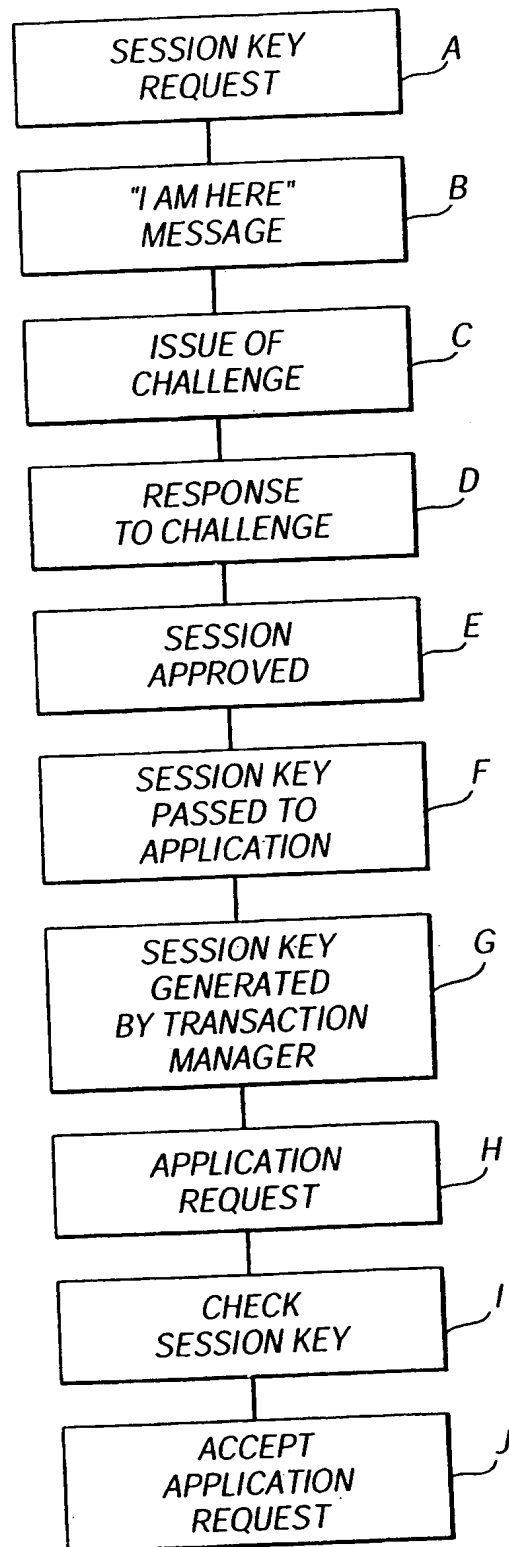 SESSION KEY
REQUEST
A
"I AM HERE"
MESSAGE
B
ISSUE OF
CHALLENGE
C
RESPONSE
TO CHALLENGE
D
SESSION
APPROVED
E
SESSION KEY
PASSED TO
APPLICATION
F
SESSION KEY
GENERATED
BY TRANSACTION
MANAGER
G
APPLICATION
REQUEST
H
CHECK
SESSION KEY
I
ACCEPT
APPLICATION
REQUEST
J